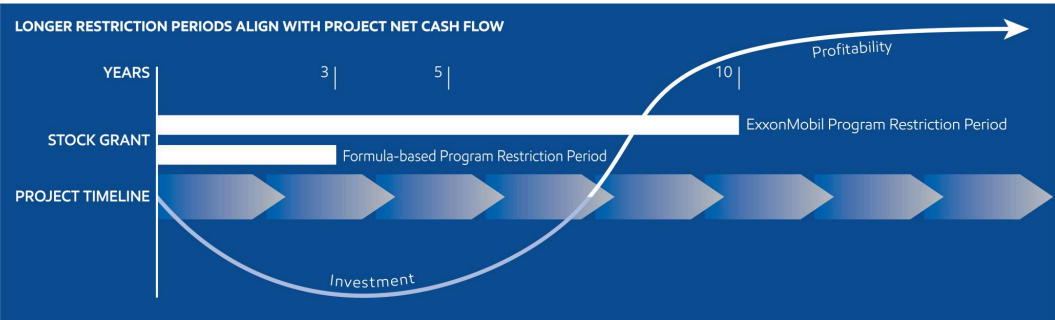 LONGER RESTRICTION PERIODS ALIGN WITH PROJECT NET CASH FLOW
Profitability
YEARS 3 5 10
ExxonMobil Program Restriction Period
STOCK GRANT
Formula-based Program Restriction Period
PROJECT TIMELINE
Investment